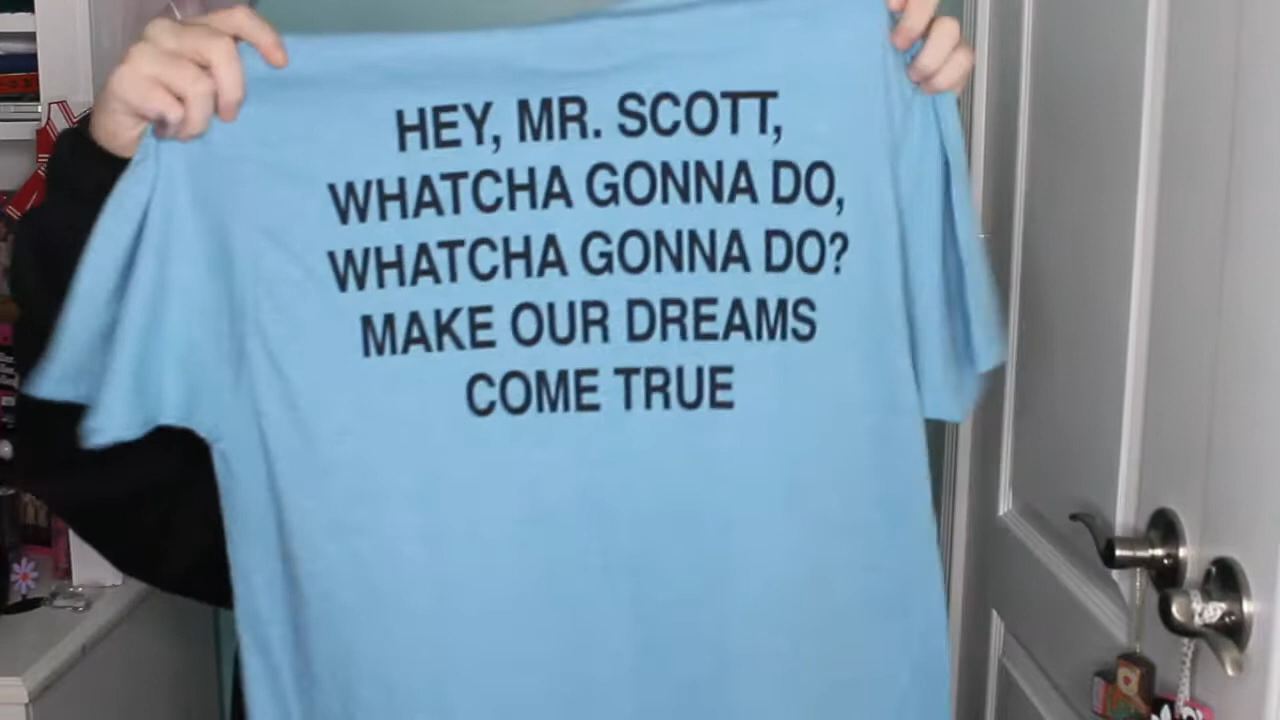 HEY, MR. SCOTT,
WHATCHA GONNA DO,
WHATCHA GONNA DO?
MAKE OUR DREAMS
COME TRUE